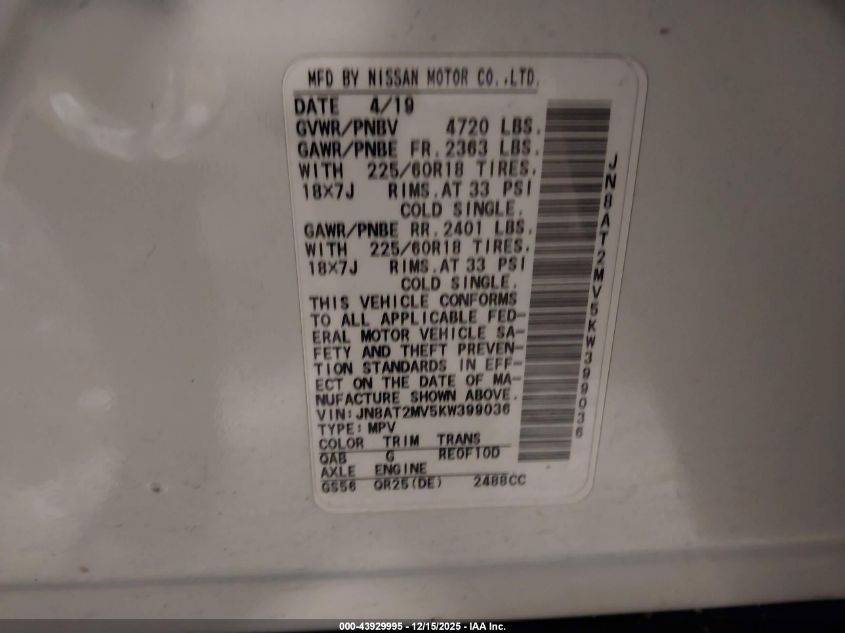 MFD BY NISSAN MOTOR CO.,LTD.
DATE 4/19
GVWR/PNBV 4720 LBS.
GAWR/PNBE FR. 2363 LBS.
WITH 225/60R18 TIRES.
18X7J RIMS. AT 33 PSI
COLD SINGLE.
GAWR/PNBE RR. 2401 LBS.
WITH 225/60R18 TIRES.
18X7J RIMS. AT 33 PSI
COLD SINGLE.
THIS VEHICLE CONFORMS
TO ALL APPLICABLE FED-
ERAL MOTOR VEHICLE SA-
FETY AND THEFT PREVEN-
TION STANDARDS IN EFF-
ECT ON THE DATE OF MA-
NUFACTURE SHOWN ABOVE.
VIN: JN8AT2MV5KW399036
TYPE: MPV
COLOR TRIM TRANS
QAB G RE0F10D
AXLE ENGINE
GS56 QR25(DE) 2488CC
JN8AT2MV5KW399036
000-43929995 - 12/15/2025 - IAA Inc.